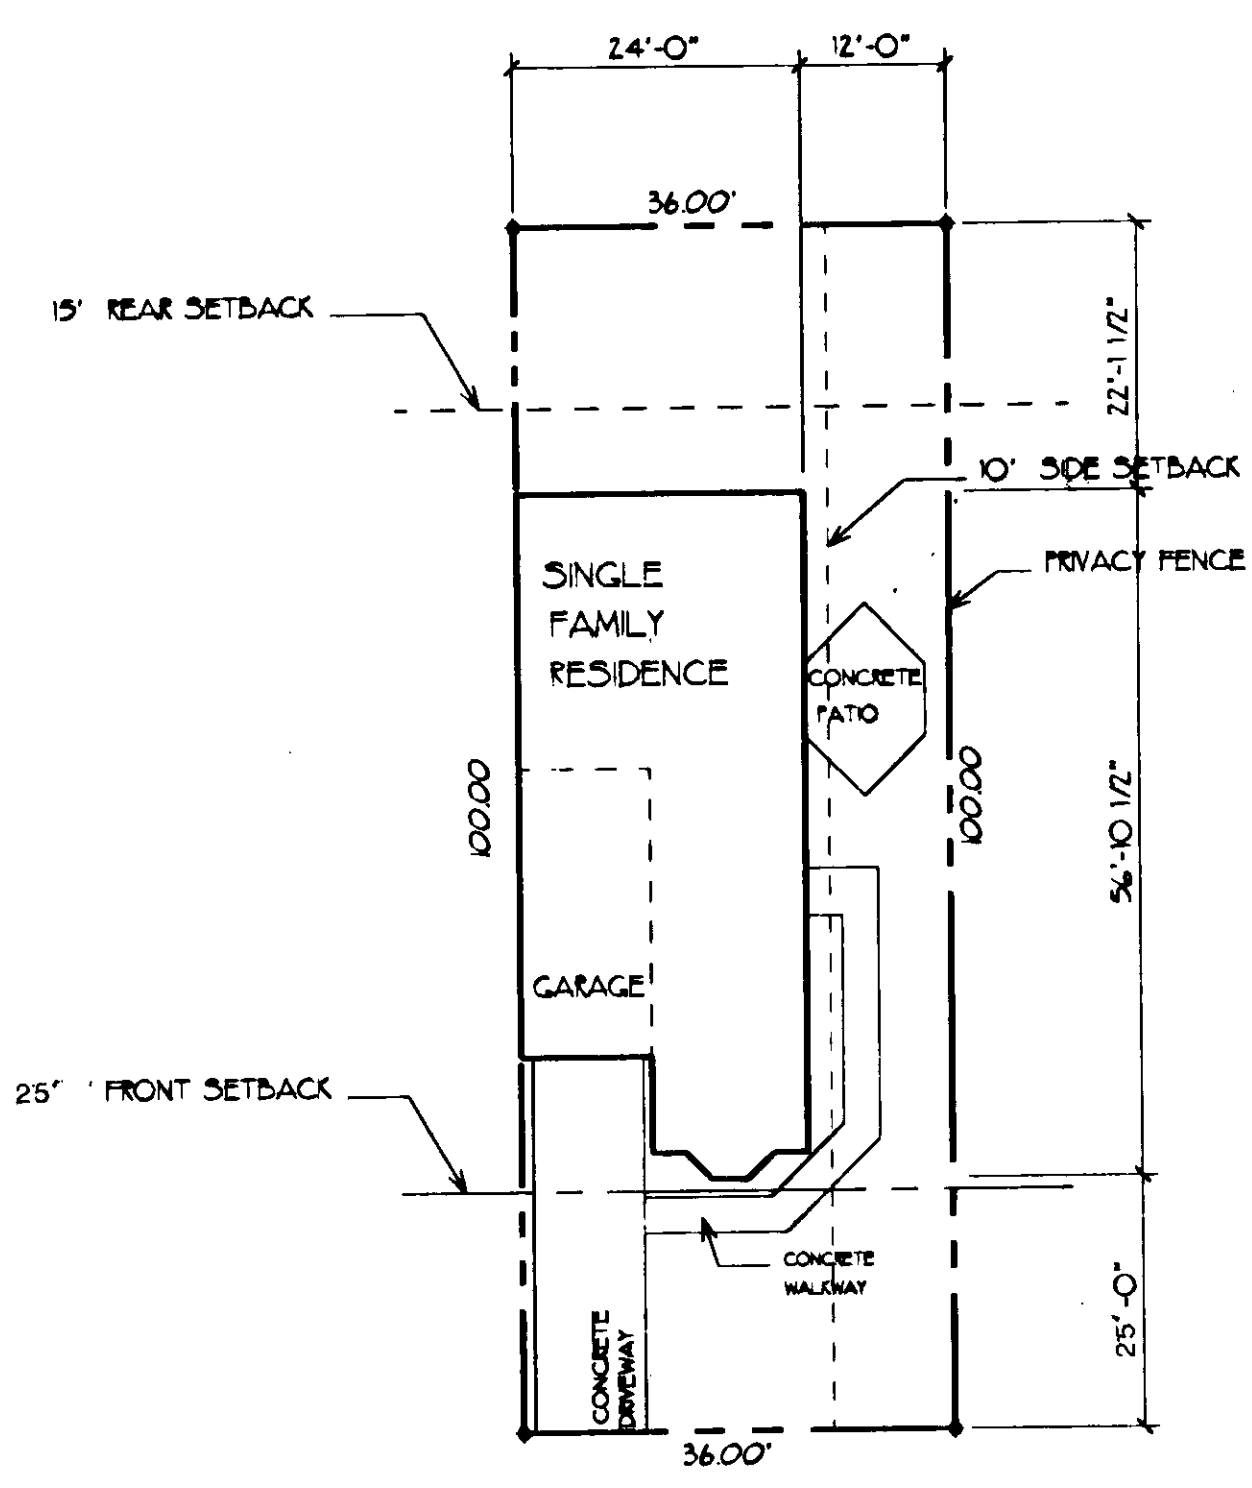 24'-0" 12'-0"
36.00'
15' REAR SETBACK
22'-1 1/2"
10' SIDE SETBACK
PRIVACY FENCE
SINGLE
FAMILY
RESIDENCE
CONCRETE
PATIO
100.00
100.00
56'-10 1/2"
GARAGE
25' FRONT SETBACK
CONCRETE
WALKWAY
25'-0"
CONCRETE
DRIVEWAY
36.00'